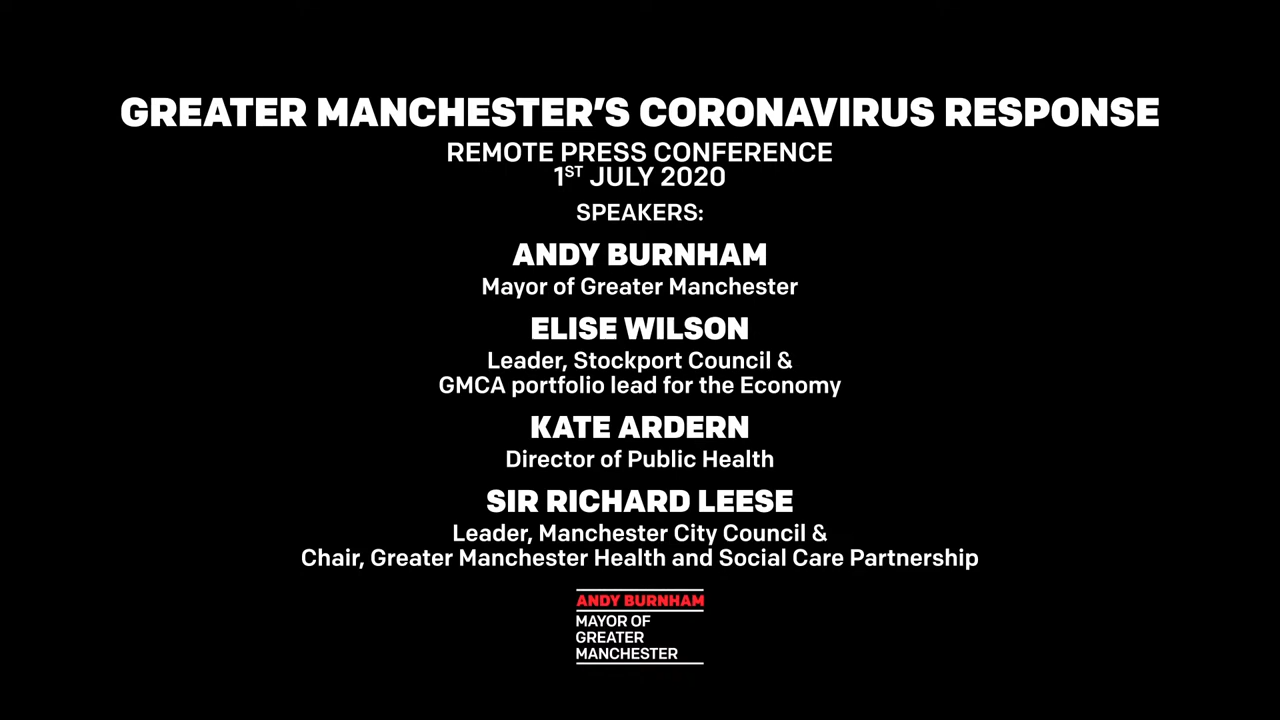 GREATER MANCHESTER'S CORONAVIRUS RESPONSE
REMOTE PRESS CONFERENCE
1ST JULY 2020
SPEAKERS:
ANDY BURNHAM
Mayor of Greater Manchester
ELISE WILSON
Leader, Stockport Council &
GMCA portfolio lead for the Economy
KATE ARDERN
Director of Public Health
SIR RICHARD LEESE
Leader, Manchester City Council &
Chair, Greater Manchester Health and Social Care Partnership
ANDY BURNHAM
MAYOR OF
GREATER
MANCHESTER